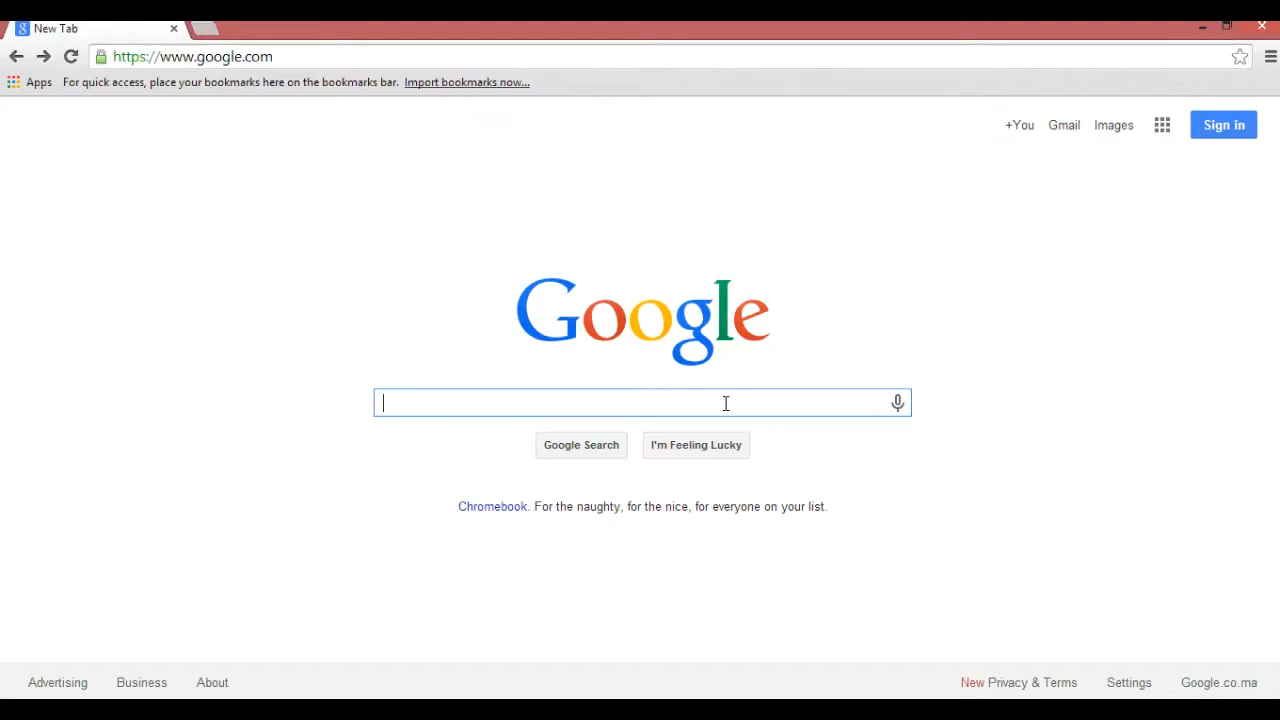 New Tab
https://www.google.com
Apps For quick access, place your bookmarks here on the bookmarks bar. Import bookmarks now...
+You Gmail Images Sign in
Google
Google Search I'm Feeling Lucky
Chromebook. For the naughty, for the nice, for everyone on your list.
Advertising Business About New Privacy & Terms Settings Google.co.ma